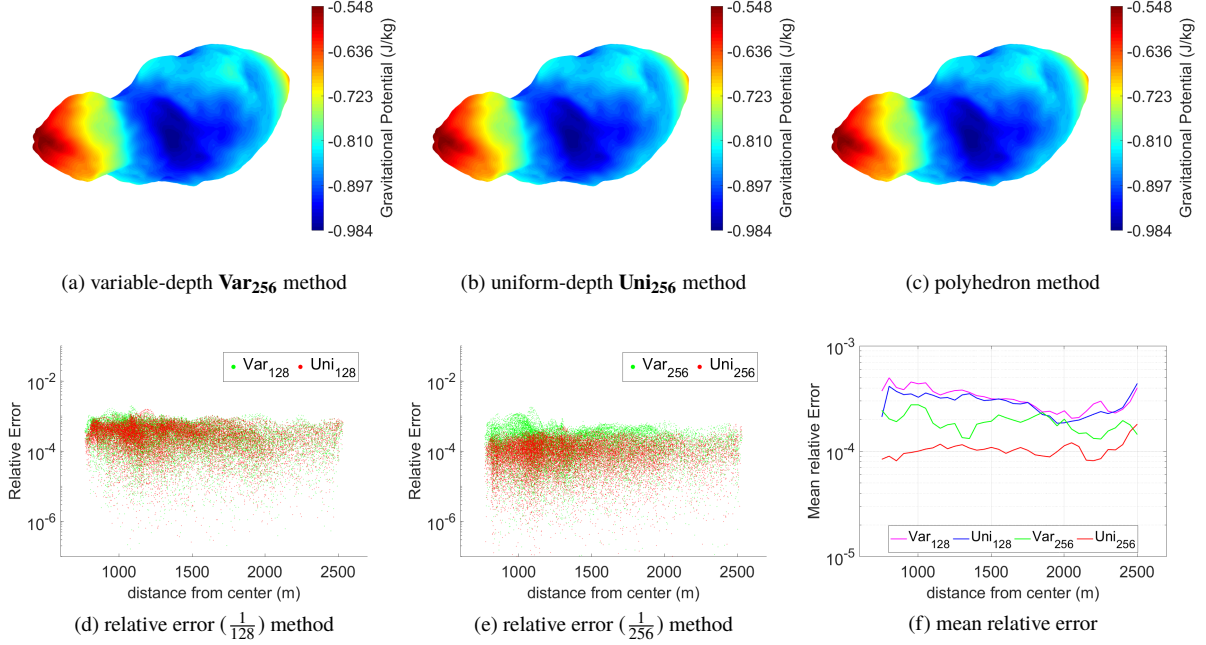 -0.548
-0.636
-0.723
-0.810
-0.897
-0.984
Gravitational Potential (J/kg)
-0.548
-0.636
-0.723
-0.810
-0.897
-0.984
Gravitational Potential (J/kg)
-0.548
-0.636
-0.723
-0.810
-0.897
-0.984
Gravitational Potential (J/kg)
(a) variable-depth Var256 method
(b) uniform-depth Uni256 method
(c) polyhedron method
Relative Error
10-2
10-4
10-6
Var128 Uni128
1000 1500 2000 2500
distance from center (m)
(d) relative error (1/128) method
Relative Error
10-2
10-4
10-6
Var256 Uni256
1000 1500 2000 2500
distance from center (m)
(e) relative error (1/256) method
Mean relative Error
10-3
10-4
10-5
Var128 Uni128 Var256 Uni256
1000 1500 2000 2500
distance from center (m)
(f) mean relative error